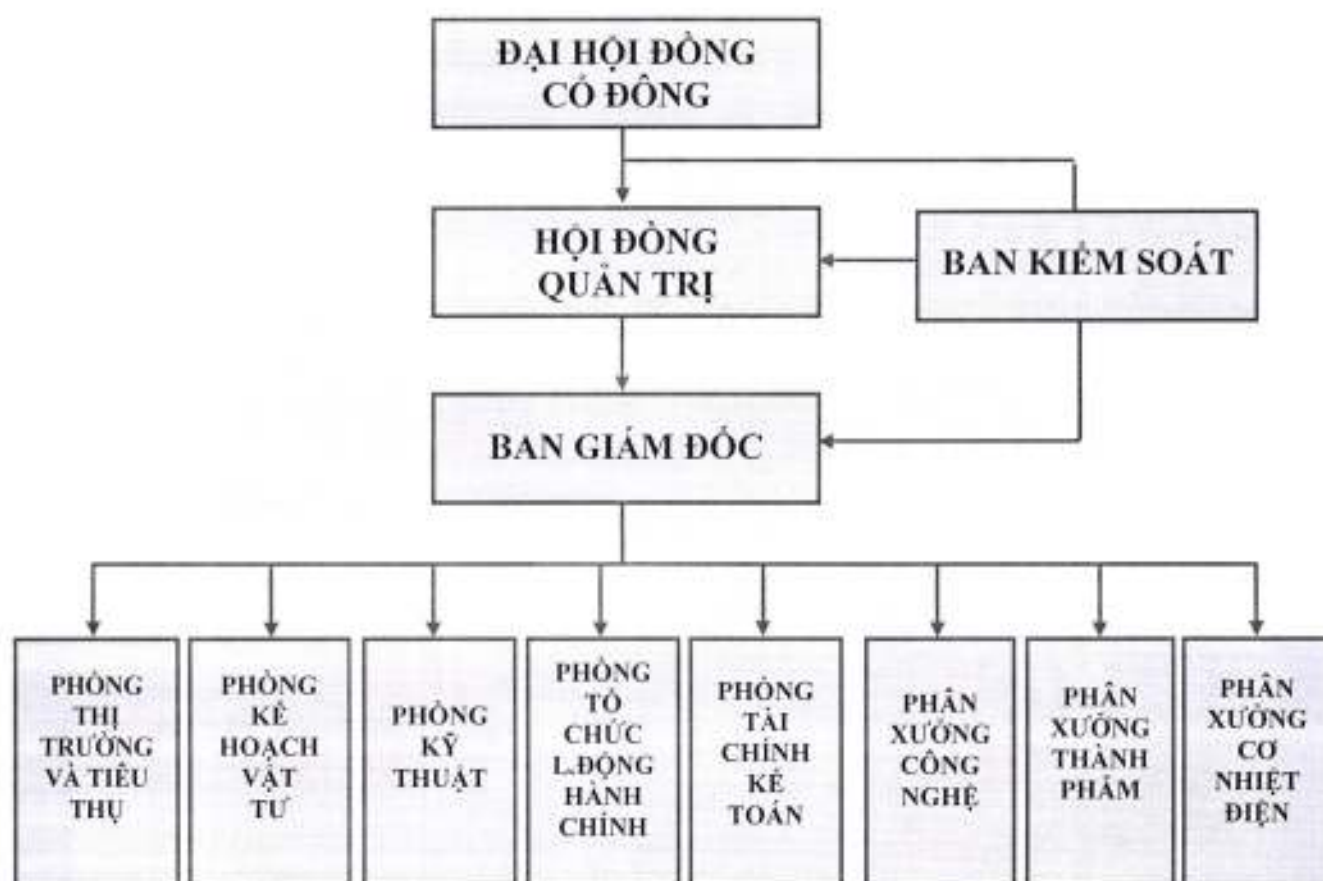 ĐẠI HỘI ĐỒNG
CỔ ĐÔNG
HỘI ĐỒNG
QUẢN TRỊ
BAN KIỂM SOÁT
BAN GIÁM ĐỐC
PHÒNG
THỊ
TRƯỜNG
VÀ TIÊU
THỤ
PHÒNG
KẾ
HOẠCH
VẬT
TƯ
PHÒNG
KỸ
THUẬT
PHÒNG
TỔ
CHỨC
L.ĐỘNG
HÀNH
CHÍNH
PHÒNG
TÀI
CHÍNH
KẾ
TOÁN
PHÂN
XƯỞNG
CÔNG
NGHỆ
PHÂN
XƯỞNG
THÀNH
PHẨM
PHÂN
XƯỞNG
CƠ
NHIỆT
ĐIỆN